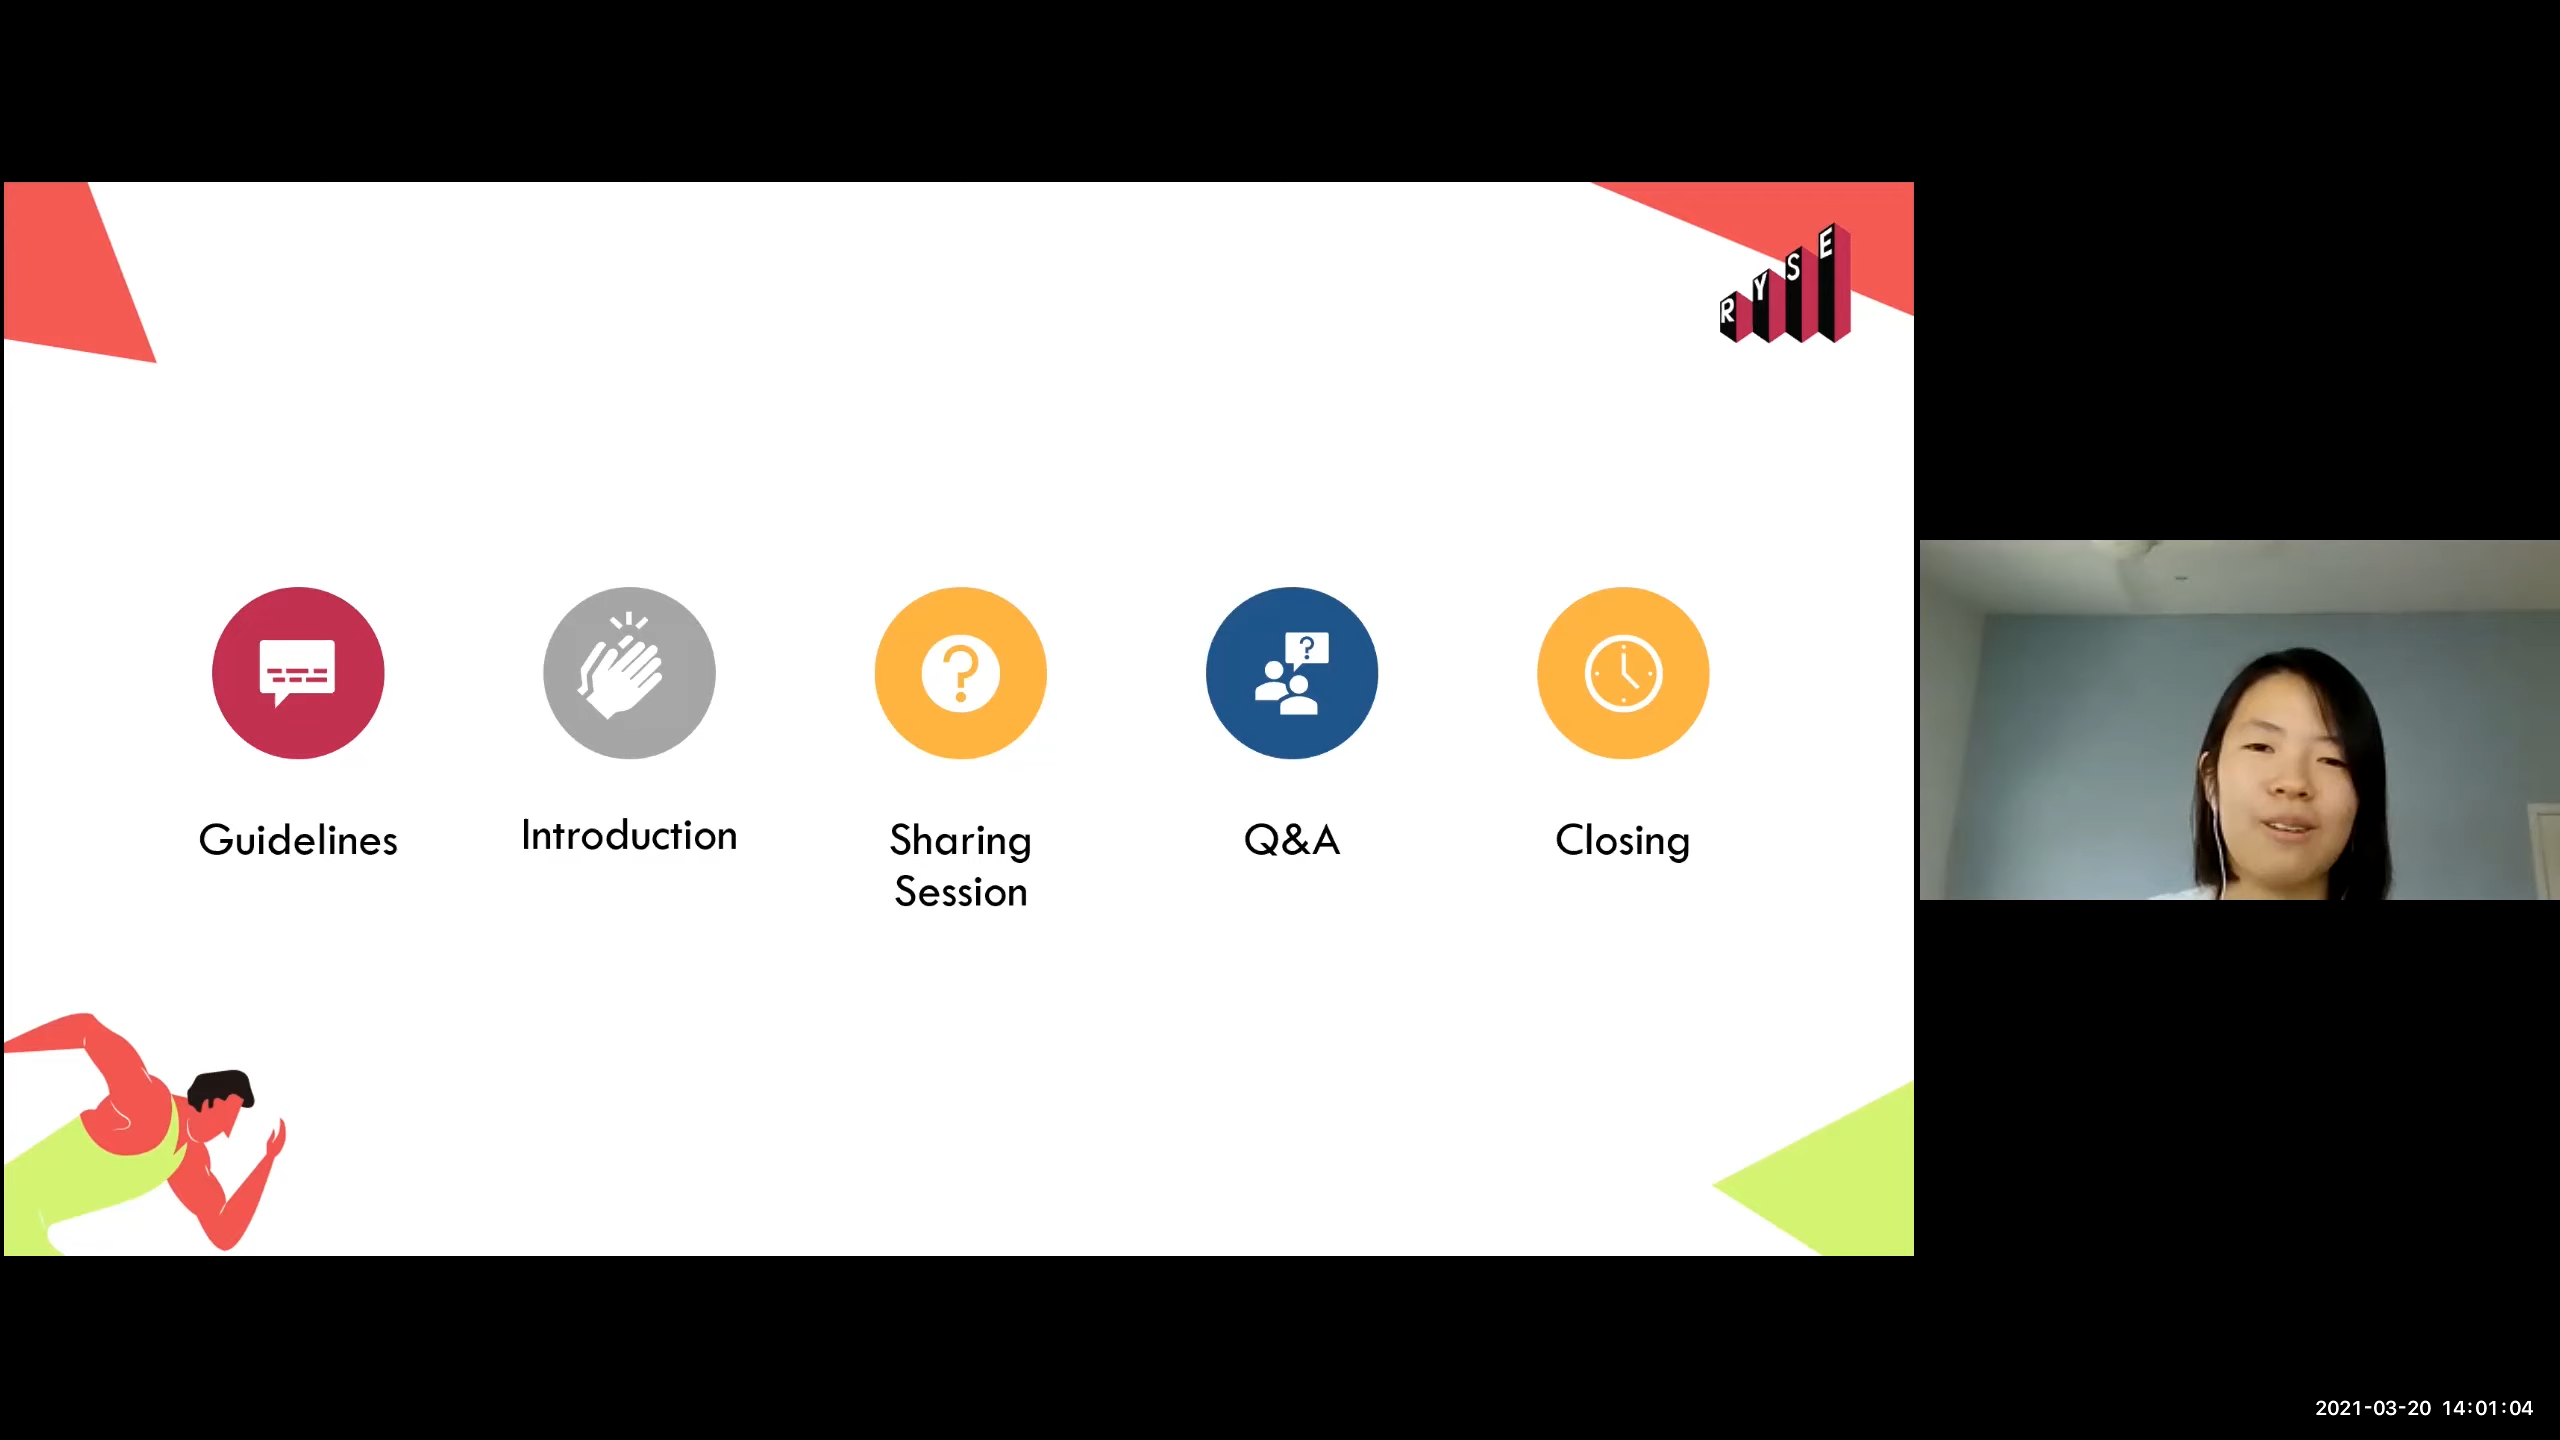 RYSE
?
?
Guidelines
Introduction
Sharing
Session
Q&A
Closing
2021-03-20 14:01:04